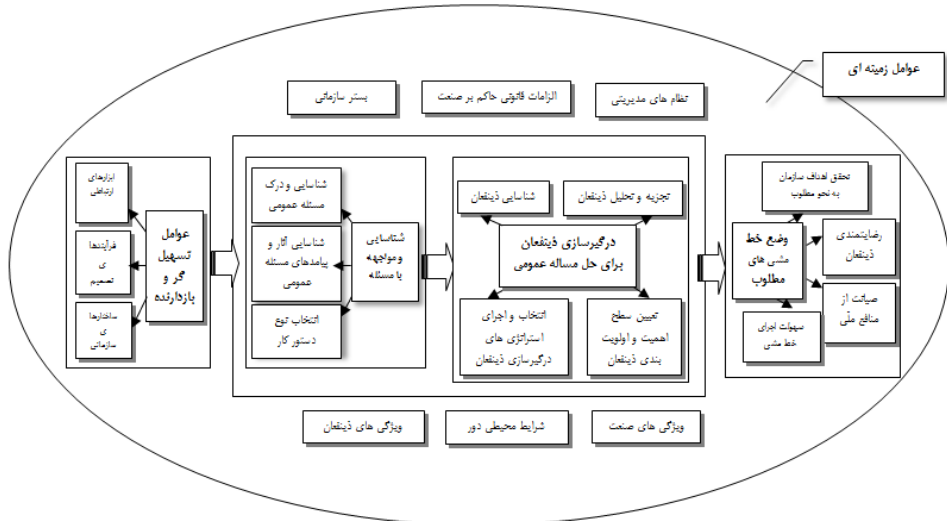 عوامل زمینه ای
نظام های مدیریتی
الزامات قانونی حاکم بر صنعت
بستر سازمانی
ابزارهای
ارتباطی
فرآیندها
ی
تصمیم
ساختارها
ی
سازمانی
عوامل
تسهیل
گر و
بازدارنده
شناسایی و درک
مسئله عمومی
شناسایی آثار و
پیامدهای مسئله
عمومی
انتخاب نوع
دستور کار
شناسایی
و مواجهه
با مسئله
شناسایی ذینفعان
تجزیه و تحلیل ذینفعان
درگیرسازی ذینفعان
برای حل مساله عمومی
انتخاب و اجرای
استراتژی های
درگیرسازی ذینفعان
تعیین سطح
اهمیت و اولویت
بندی ذینفعان
تحقق اهداف سازمان
به نحو مطلوب
وضع خط
مشی های
مطلوب
رضایتمندی
ذینفعان
صیانت از
منافع ملّی
سهولت اجرای
خط مشی
ویژگی های صنعت
شرایط محیطی دور
ویژگی های ذینفعان